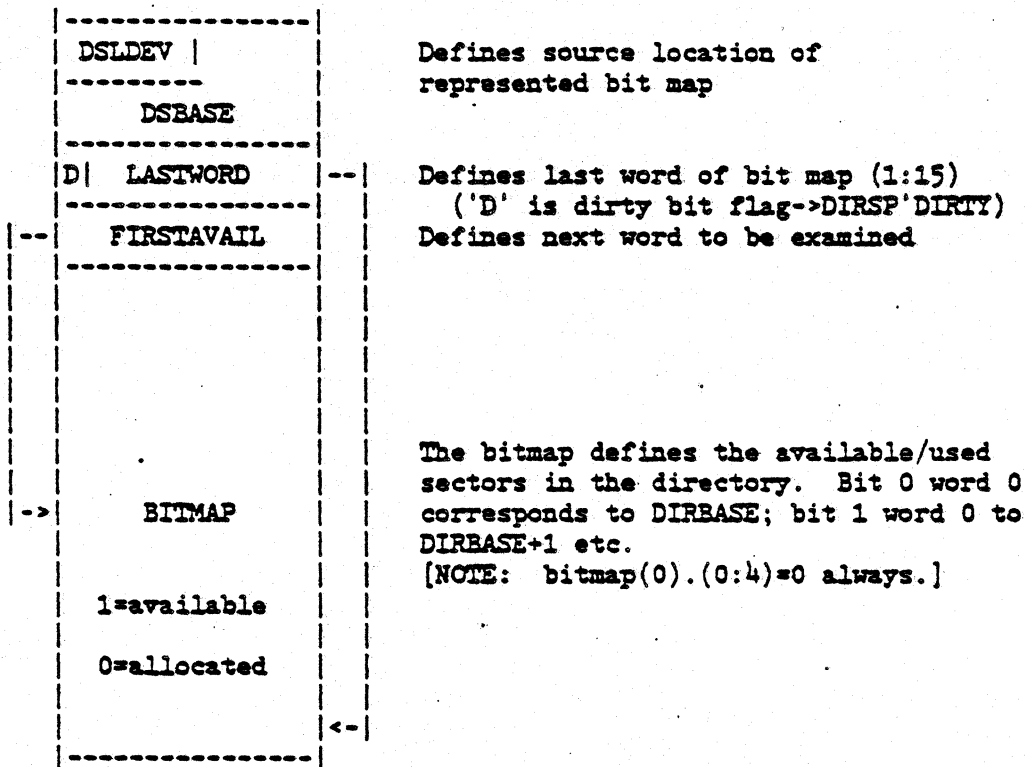 DSLDEV | Defines source location of
represented bit map
DSBASE
D| LASTWORD Defines last word of bit map (1:15)
('D' is dirty bit flag->DIRSP'DIRTY)
FIRSTAVAIL Defines next word to be examined
The bitmap defines the available/used
sectors in the directory. Bit 0 word 0
BITMAP corresponds to DIRBASE; bit 1 word 0 to
DIRBASE+1 etc.
[NOTE: bitmap(0).(0:4)=0 always.]
1=available
0=allocated